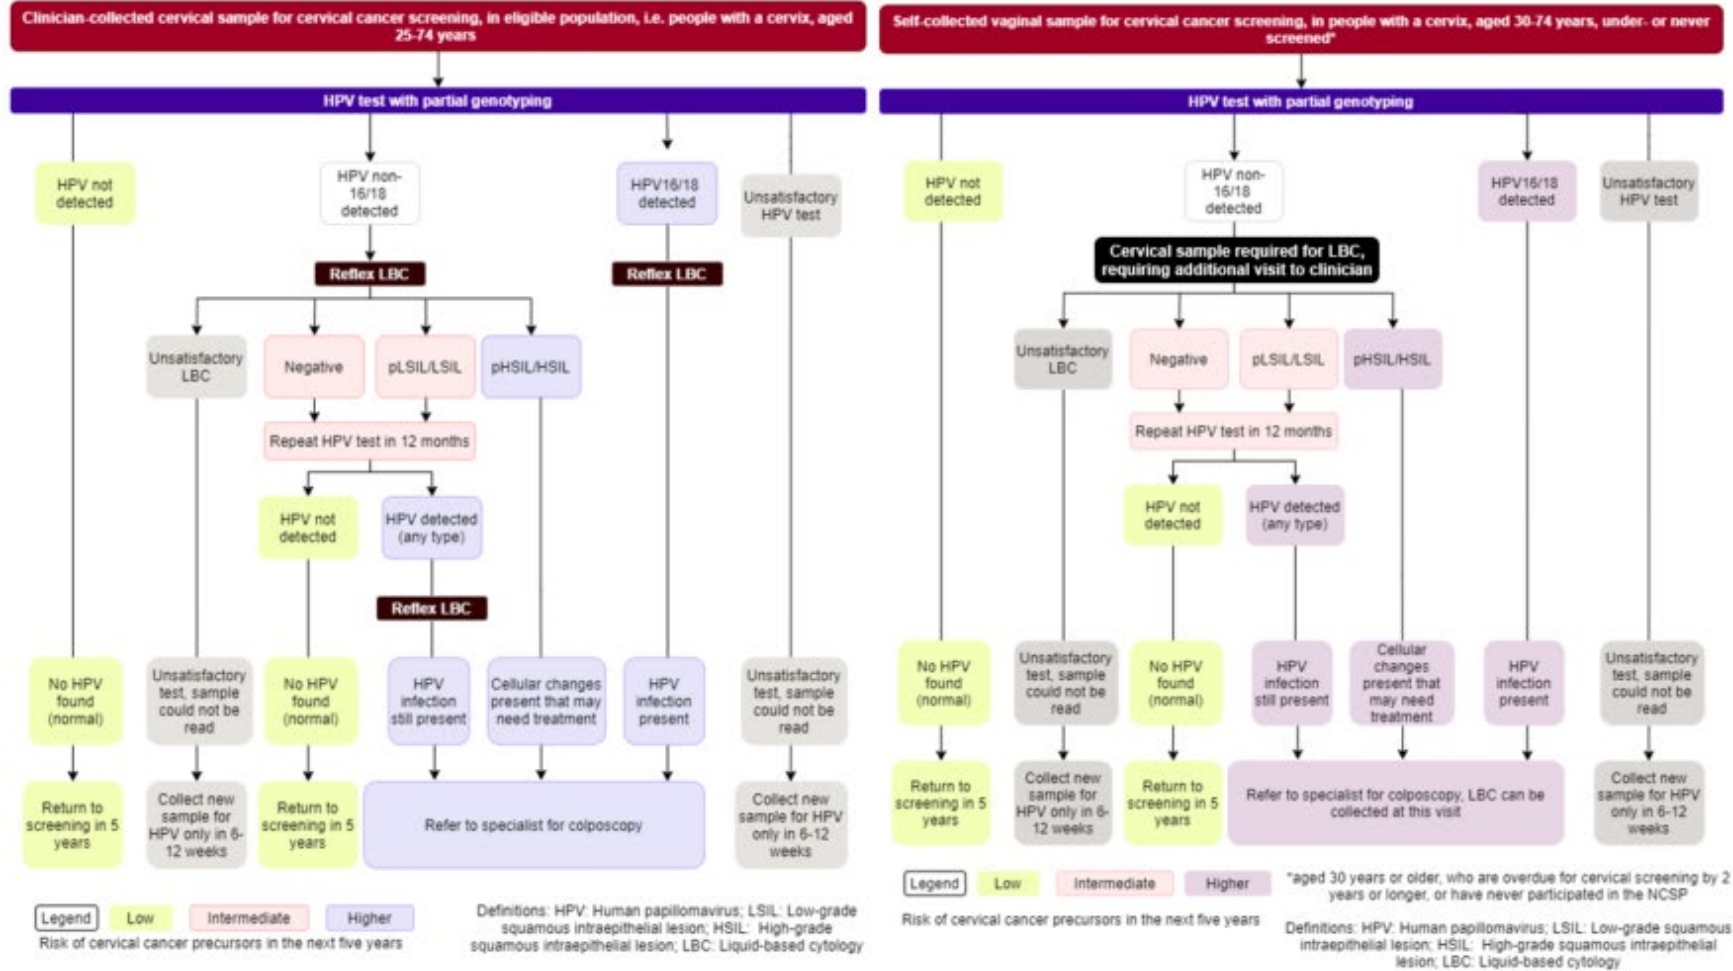 Clinician-collected cervical sample for cervical cancer screening, in eligible population, i.e. people with a cervix, aged
25-74 years
HPV test with partial genotyping
HPV not
detected
HPV non-
16/18
detected
HPV16/18
detected
Unsatisfactory
HPV test
Reflex LBC
Reflex LBC
Unsatisfactory
LBC
Negative
pLSIL/LSIL
pHSIL/HSIL
Repeat HPV test in 12 months
HPV not
detected
HPV detected
(any type)
Reflex LBC
No HPV
found
(normal)
Unsatisfactory
test, sample
could not be
read
No HPV
found
(normal)
HPV
infection
still present
Cellular changes
present that may
need treatment
HPV
infection
present
Unsatisfactory
test, sample
could not be
read
Return to
screening in 5
years
Collect new
sample for
HPV only in 6-
12 weeks
Return to
screening in 5
years
Refer to specialist for colposcopy
Collect new
sample for HPV
only in 6-12
weeks
Legend
Low
Intermediate
Higher
Risk of cervical cancer precursors in the next five years
Definitions: HPV: Human papillomavirus; LSIL: Low-grade
squamous intraepithelial lesion; HSIL: High-grade
squamous intraepithelial lesion; LBC: Liquid-based cytology
Self-collected vaginal sample for cervical cancer screening, in people with a cervix, aged 30-74 years, under- or never
screened*
HPV test with partial genotyping
HPV not
detected
HPV non-
16/18
detected
HPV16/18
detected
Unsatisfactory
HPV test
Cervical sample required for LBC,
requiring additional visit to clinician
Unsatisfactory
LBC
Negative
pLSIL/LSIL
pHSIL/HSIL
Repeat HPV test in 12 months
HPV not
detected
HPV detected
(any type)
No HPV
found
(normal)
Unsatisfactory
test, sample
could not be
read
No HPV
found
(normal)
HPV
infection
still present
Cellular
changes
present that
may need
treatment
HPV
infection
present
Unsatisfactory
test, sample
could not be
read
Return to
screening in 5
years
Collect new
sample for
HPV only in 6-
12 weeks
Return to
screening in 5
years
Refer to specialist for colposcopy, LBC can be
collected at this visit
Collect new
sample for HPV
only in 6-12
weeks
Legend
Low
Intermediate
Higher
Risk of cervical cancer precursors in the next five years
*aged 30 years or older, who are overdue for cervical screening by 2
years or longer, or have never participated in the NCSP
Definitions: HPV: Human papillomavirus; LSIL: Low-grade squamous
intraepithelial lesion; HSIL: High-grade squamous intraepithelial
lesion; LBC: Liquid-based cytology